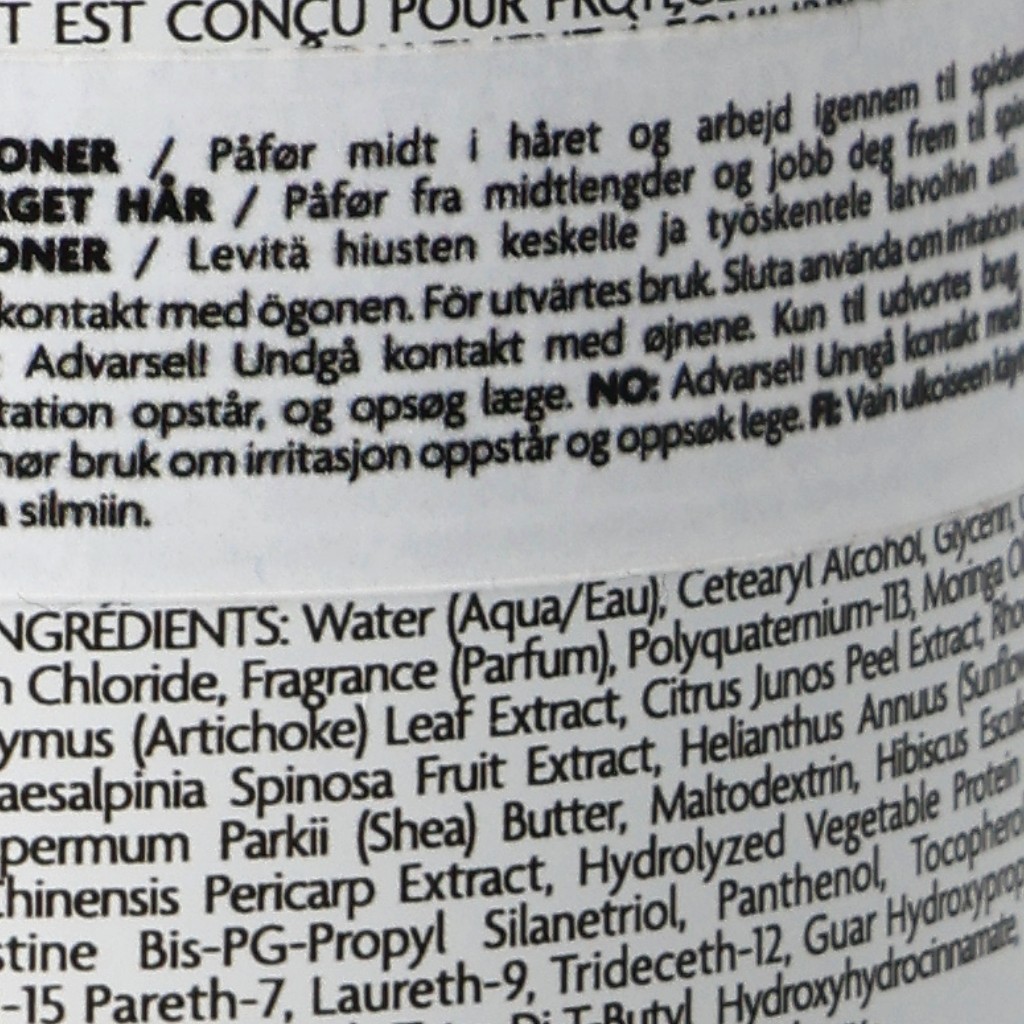 T EST CONÇU POUR
ONER / Påfør midt i håret og arbejd igennem til
RGET HÅR / Påfør fra midtlengder og jobb deg frem til
ONER / Levitä hiusten keskelle ja työskentele latvoihin asti.
kontakt med ögonen. För utvärtes bruk. Sluta använda om irritation
: Advarsel! Undgå kontakt med øjnene. Kun til udvortes brug.
tation opstår, og opsøg læge. NO: Advarsel! Unngå kontakt med
hør bruk om irritasjon oppstår og oppsøk lege. FI: Vain ulkoiseen
silmiin.
NGRÉDIENTS: Water (Aqua/Eau), Cetearyl Alcohol, Glycerin,
n Chloride, Fragrance (Parfum), Polyquaternium-113, Moringa
ymus (Artichoke) Leaf Extract, Citrus Junos Peel Extract,
aesalpinia Spinosa Fruit Extract, Helianthus Annuus
permum Parkii (Shea) Butter, Maltodextrin, Hibiscus
Chinensis Pericarp Extract, Hydrolyzed Vegetable Protein
stine Bis-PG-Propyl Silanetriol, Panthenol,
-15 Pareth-7, Laureth-9, Trideceth-12, Guar
Di-T-Butyl Hydroxyhydrocinnamate,